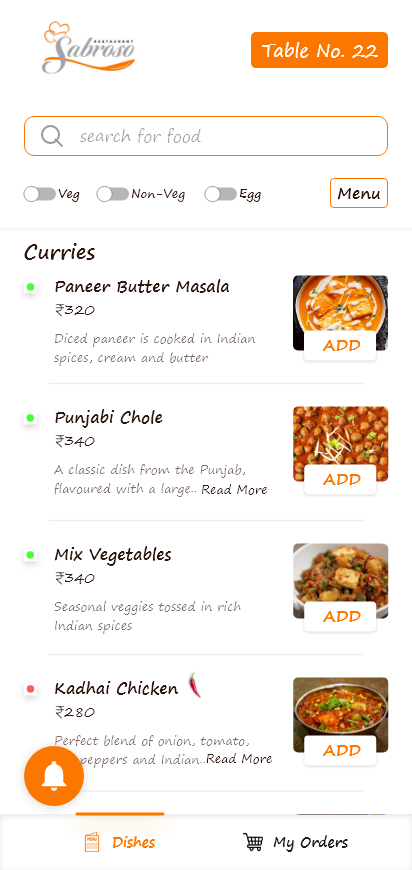 RESTAURANT
Sabroso
Table No. 22
search for food
Veg
Non-Veg
Egg
Menu
Curries
Paneer Butter Masala
₹320
Diced paneer is cooked in Indian
spices, cream and butter
ADD
Punjabi Chole
₹340
A classic dish from the Punjab,
flavoured with a large.. Read More
ADD
Mix Vegetables
₹340
Seasonal veggies tossed in rich
Indian spices
ADD
Kadhai Chicken
₹280
Perfect blend of onion, tomato,
peppers and Indian..Read More
ADD
MENU
Dishes
My Orders